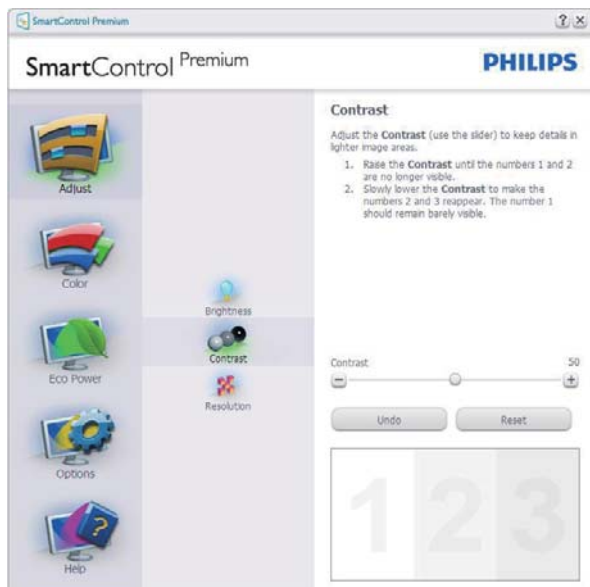 SmartControl Premium
? X
SmartControl Premium
PHILIPS
Adjust
Color
Eco Power
Options
Help
Brightness
Contrast
Resolution
Contrast
Adjust the Contrast (use the slider) to keep details in
lighter image areas.
1. Raise the Contrast until the numbers 1 and 2
are no longer visible.
2. Slowly lower the Contrast to make the
numbers 2 and 3 reappear. The number 1
should remain barely visible.
Contrast 50
Undo Reset
1 2 3